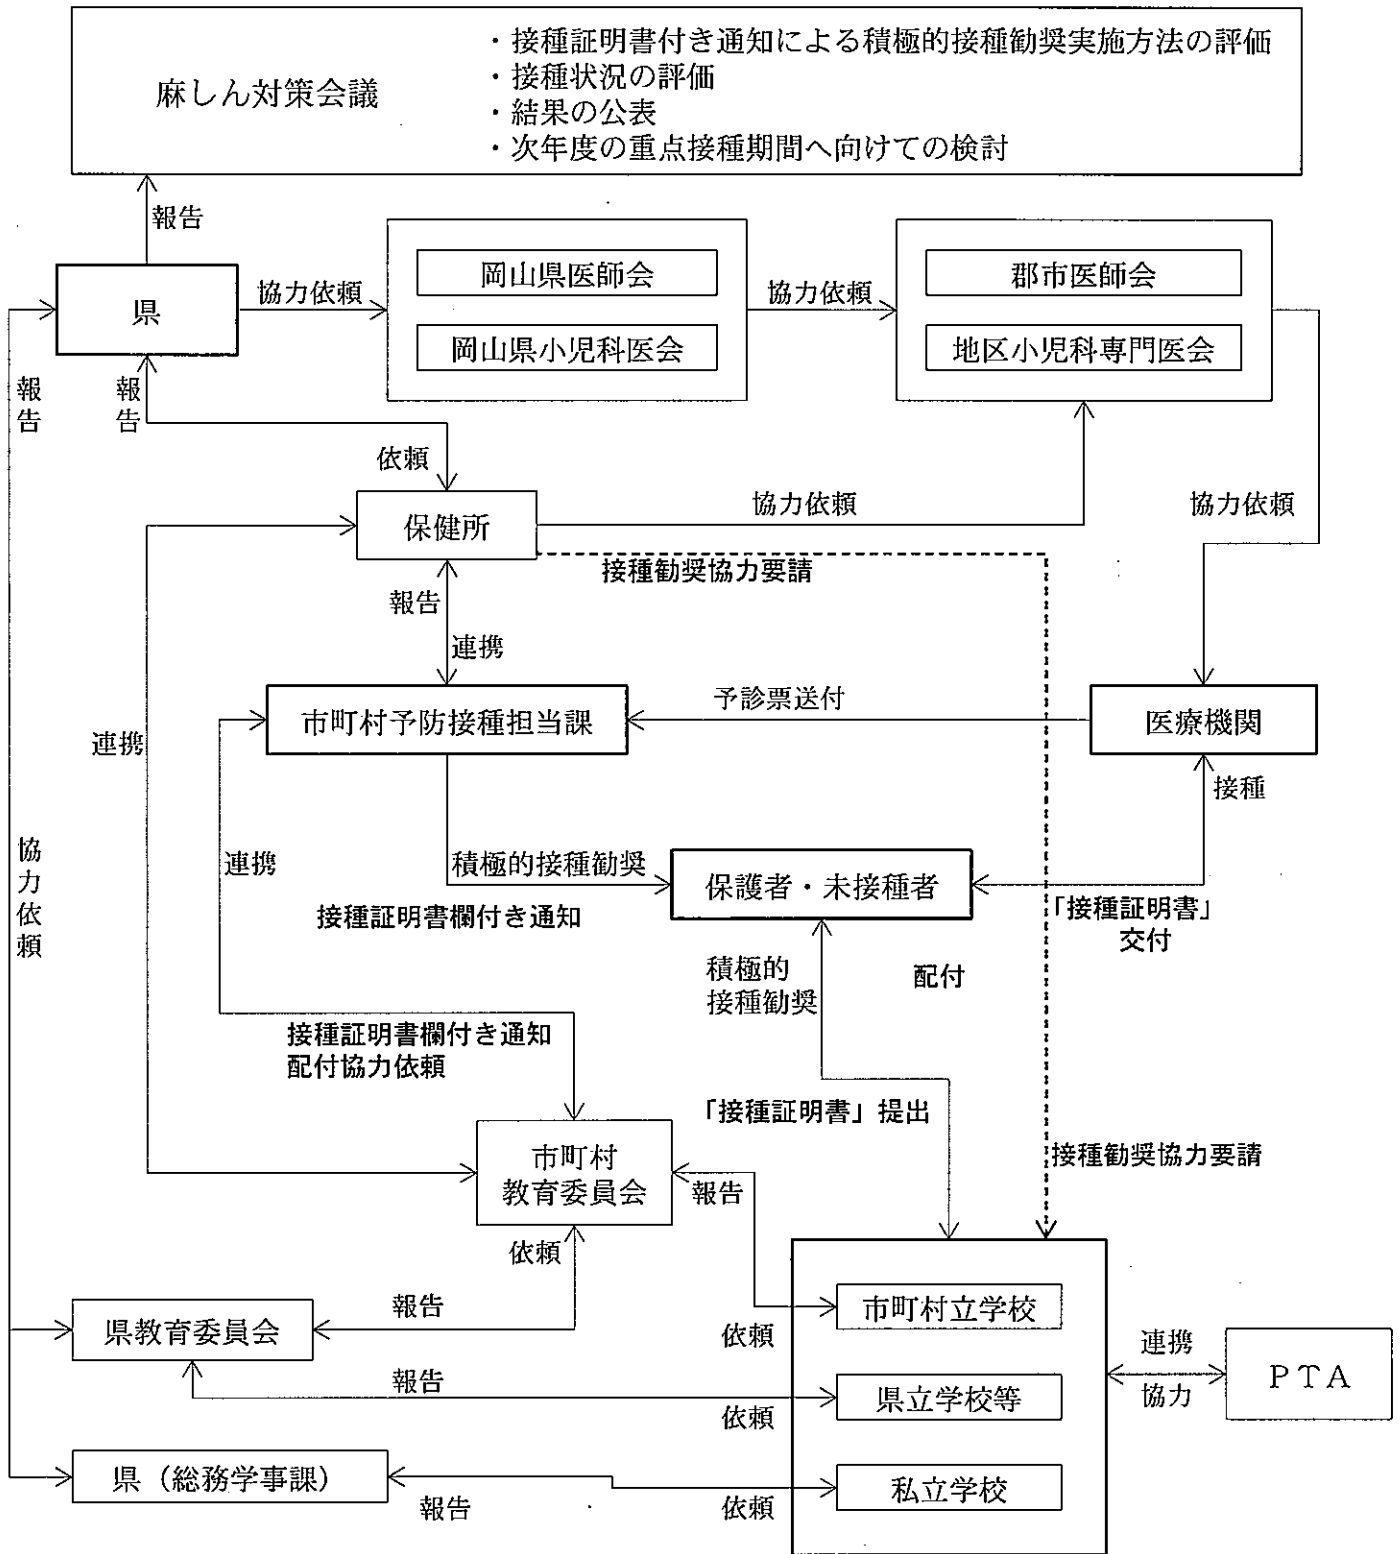 ・接種証明書付き通知による積極的接種勧奨実施方法の評価
麻しん対策会議
・接種状況の評価
・結果の公表
・次年度の重点接種期間へ向けての検討
報告
県
協力依頼
岡山県医師会
岡山県小児科医会
協力依頼
郡市医師会
地区小児科専門医会
報告
報告
依頼
保健所
協力依頼
協力依頼
接種勧奨協力要請
報告
連携
市町村予防接種担当課
予診票送付
医療機関
連携
接種
協力依頼
連携
積極的接種勧奨
保護者・未接種者
接種証明書欄付き通知
「接種証明書」
交付
積極的
接種勧奨
配付
接種証明書欄付き通知
配付協力依頼
「接種証明書」提出
市町村
教育委員会
報告
接種勧奨協力要請
依頼
県教育委員会
報告
依頼
市町村立学校
報告
依頼
県立学校等
連携
協力
PTA
県（総務学事課）
報告
依頼
私立学校